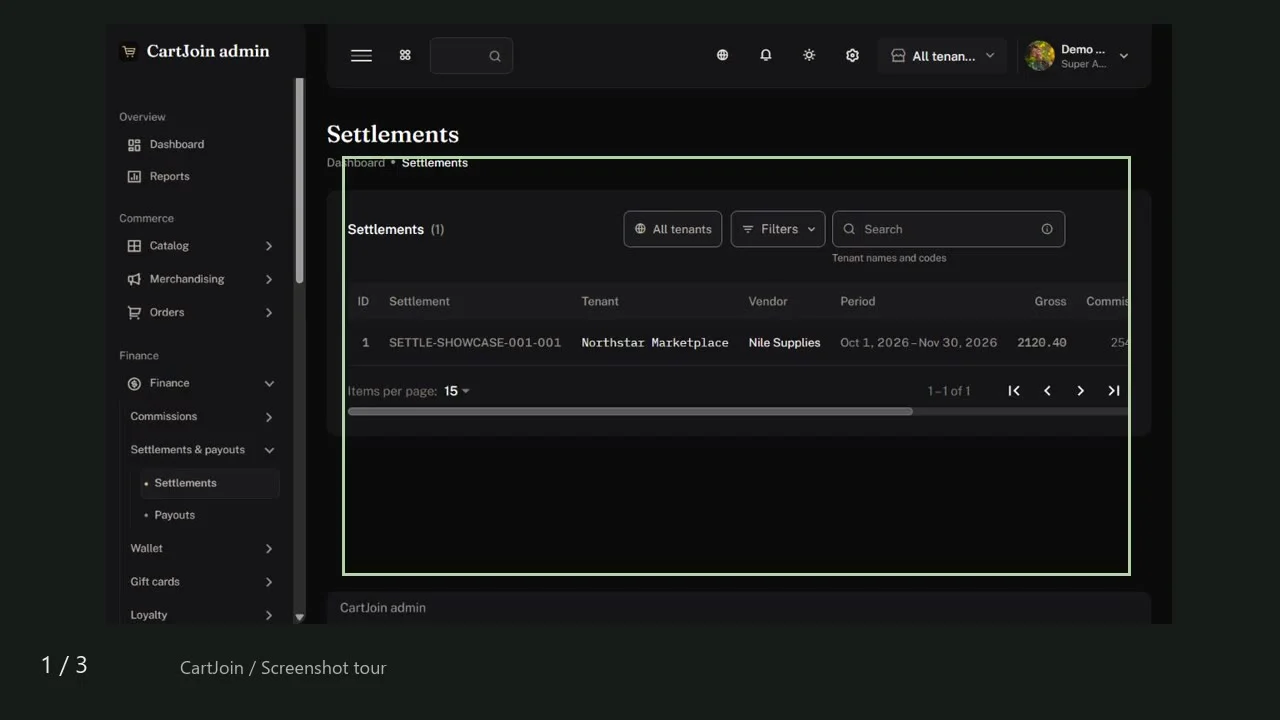 CartJoin admin
All tenan...
Demo ...
Super A...
Overview
Dashboard
Reports
Commerce
Catalog
Merchandising
Orders
Finance
Finance
Commissions
Settlements & payouts
Settlements
Payouts
Wallet
Gift cards
Loyalty
Settlements
Dashboard • Settlements
Settlements (1)
All tenants
Filters
Search
Tenant names and codes
ID Settlement Tenant Vendor Period Gross Commis
1 SETTLE-SHOWCASE-001-001 Northstar Marketplace Nile Supplies Oct 1, 2026–Nov 30, 2026 2120.40 254
Items per page: 15
1–1 of 1
CartJoin admin
1 / 3
CartJoin / Screenshot tour